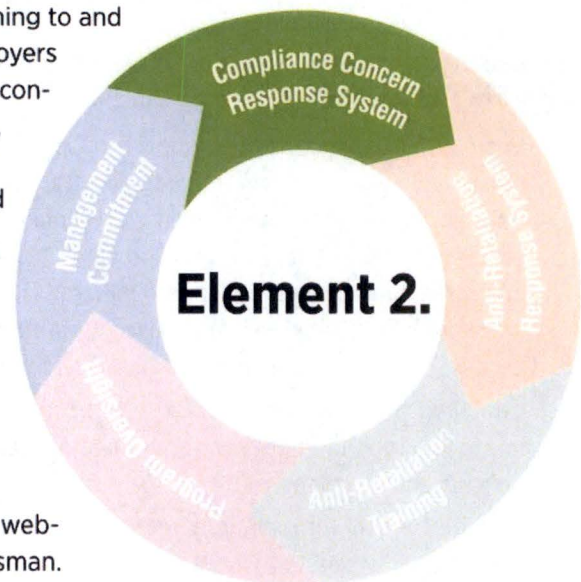 ning to and
oyers
con-
d
web-
sman.
Compliance Concern
Response System
Anti-Retaliation
Response System
Anti-Retaliation
Training
Program Oversight
Management
Commitment
Element 2.